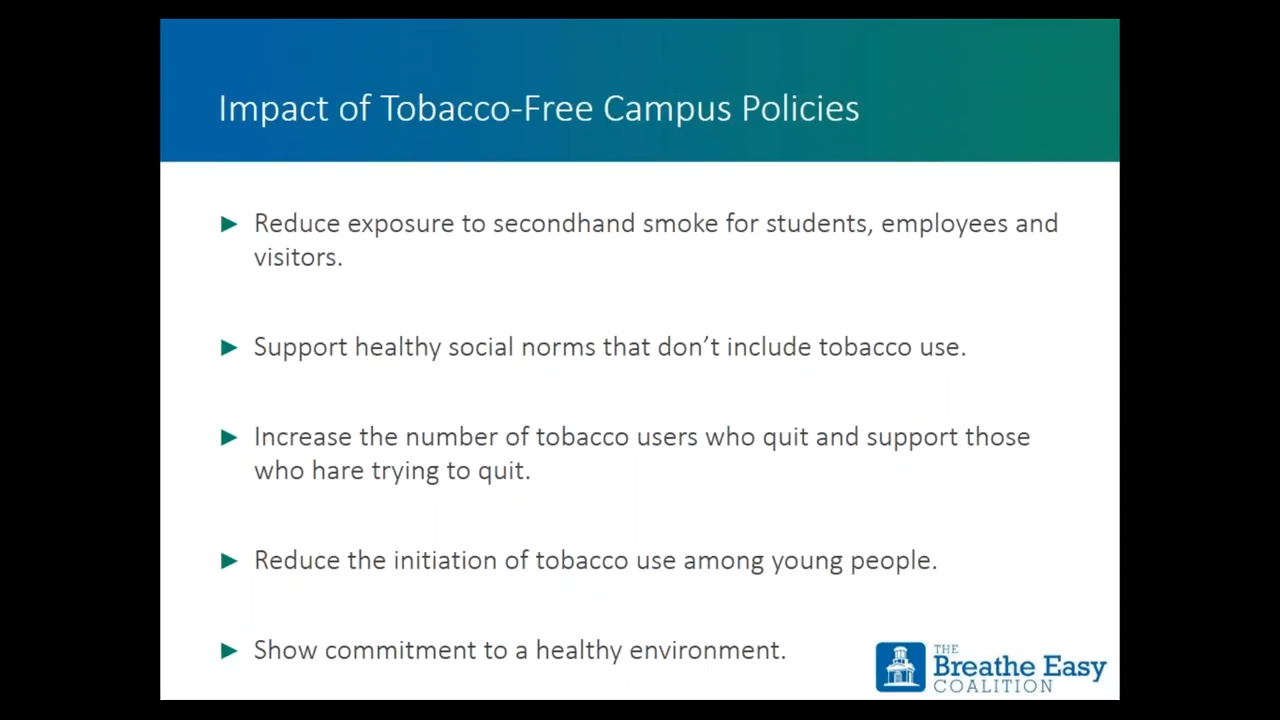 Impact of Tobacco-Free Campus Policies
► Reduce exposure to secondhand smoke for students, employees and
visitors.
► Support healthy social norms that don’t include tobacco use.
► Increase the number of tobacco users who quit and support those
who hare trying to quit.
► Reduce the initiation of tobacco use among young people.
► Show commitment to a healthy environment.
THE
Breathe Easy
COALITION